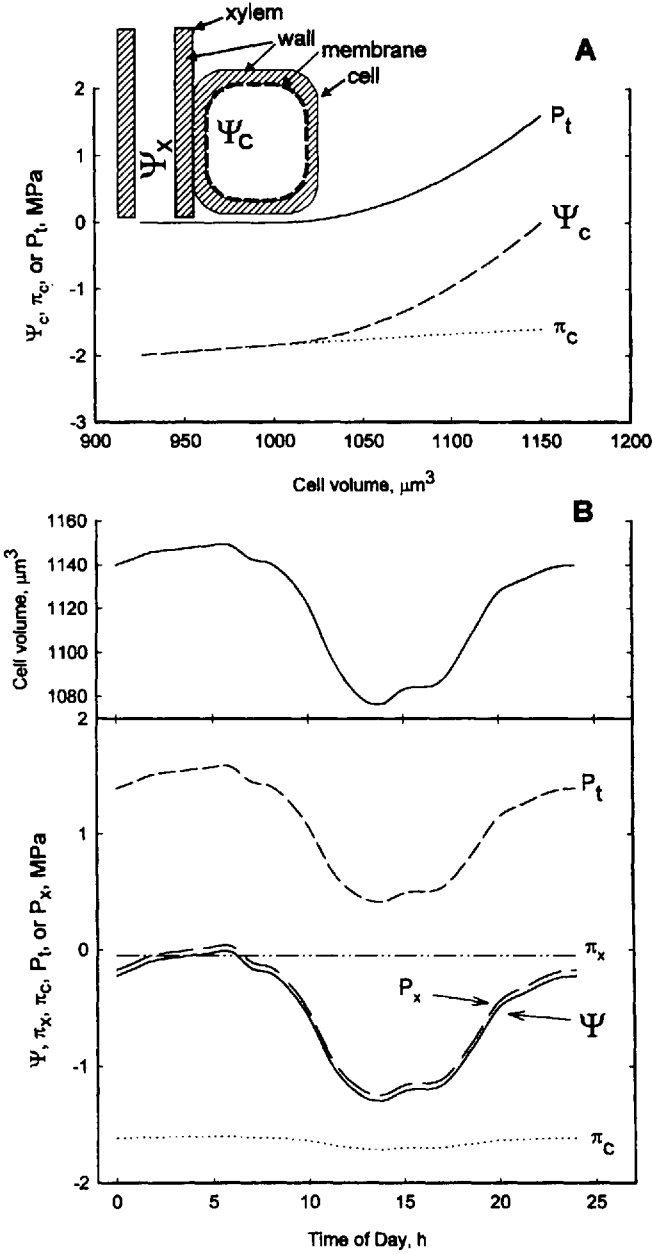 xylem
wall
membrane
cell
A
Ψx
Ψc
Pt
Ψc
πc
2
1
0
-1
-2
-3
Ψc, πc, or Pt, MPa
900 950 1000 1050 1100 1150 1200
Cell volume, μm3
B
1160
1140
1120
1100
1080
Cell volume, μm3
2
1
0
-1
-2
Pt
πx
Px
Ψ
πc
Ψ, πx, πc, Pt, or Px, MPa
0 5 10 15 20 25
Time of Day, h